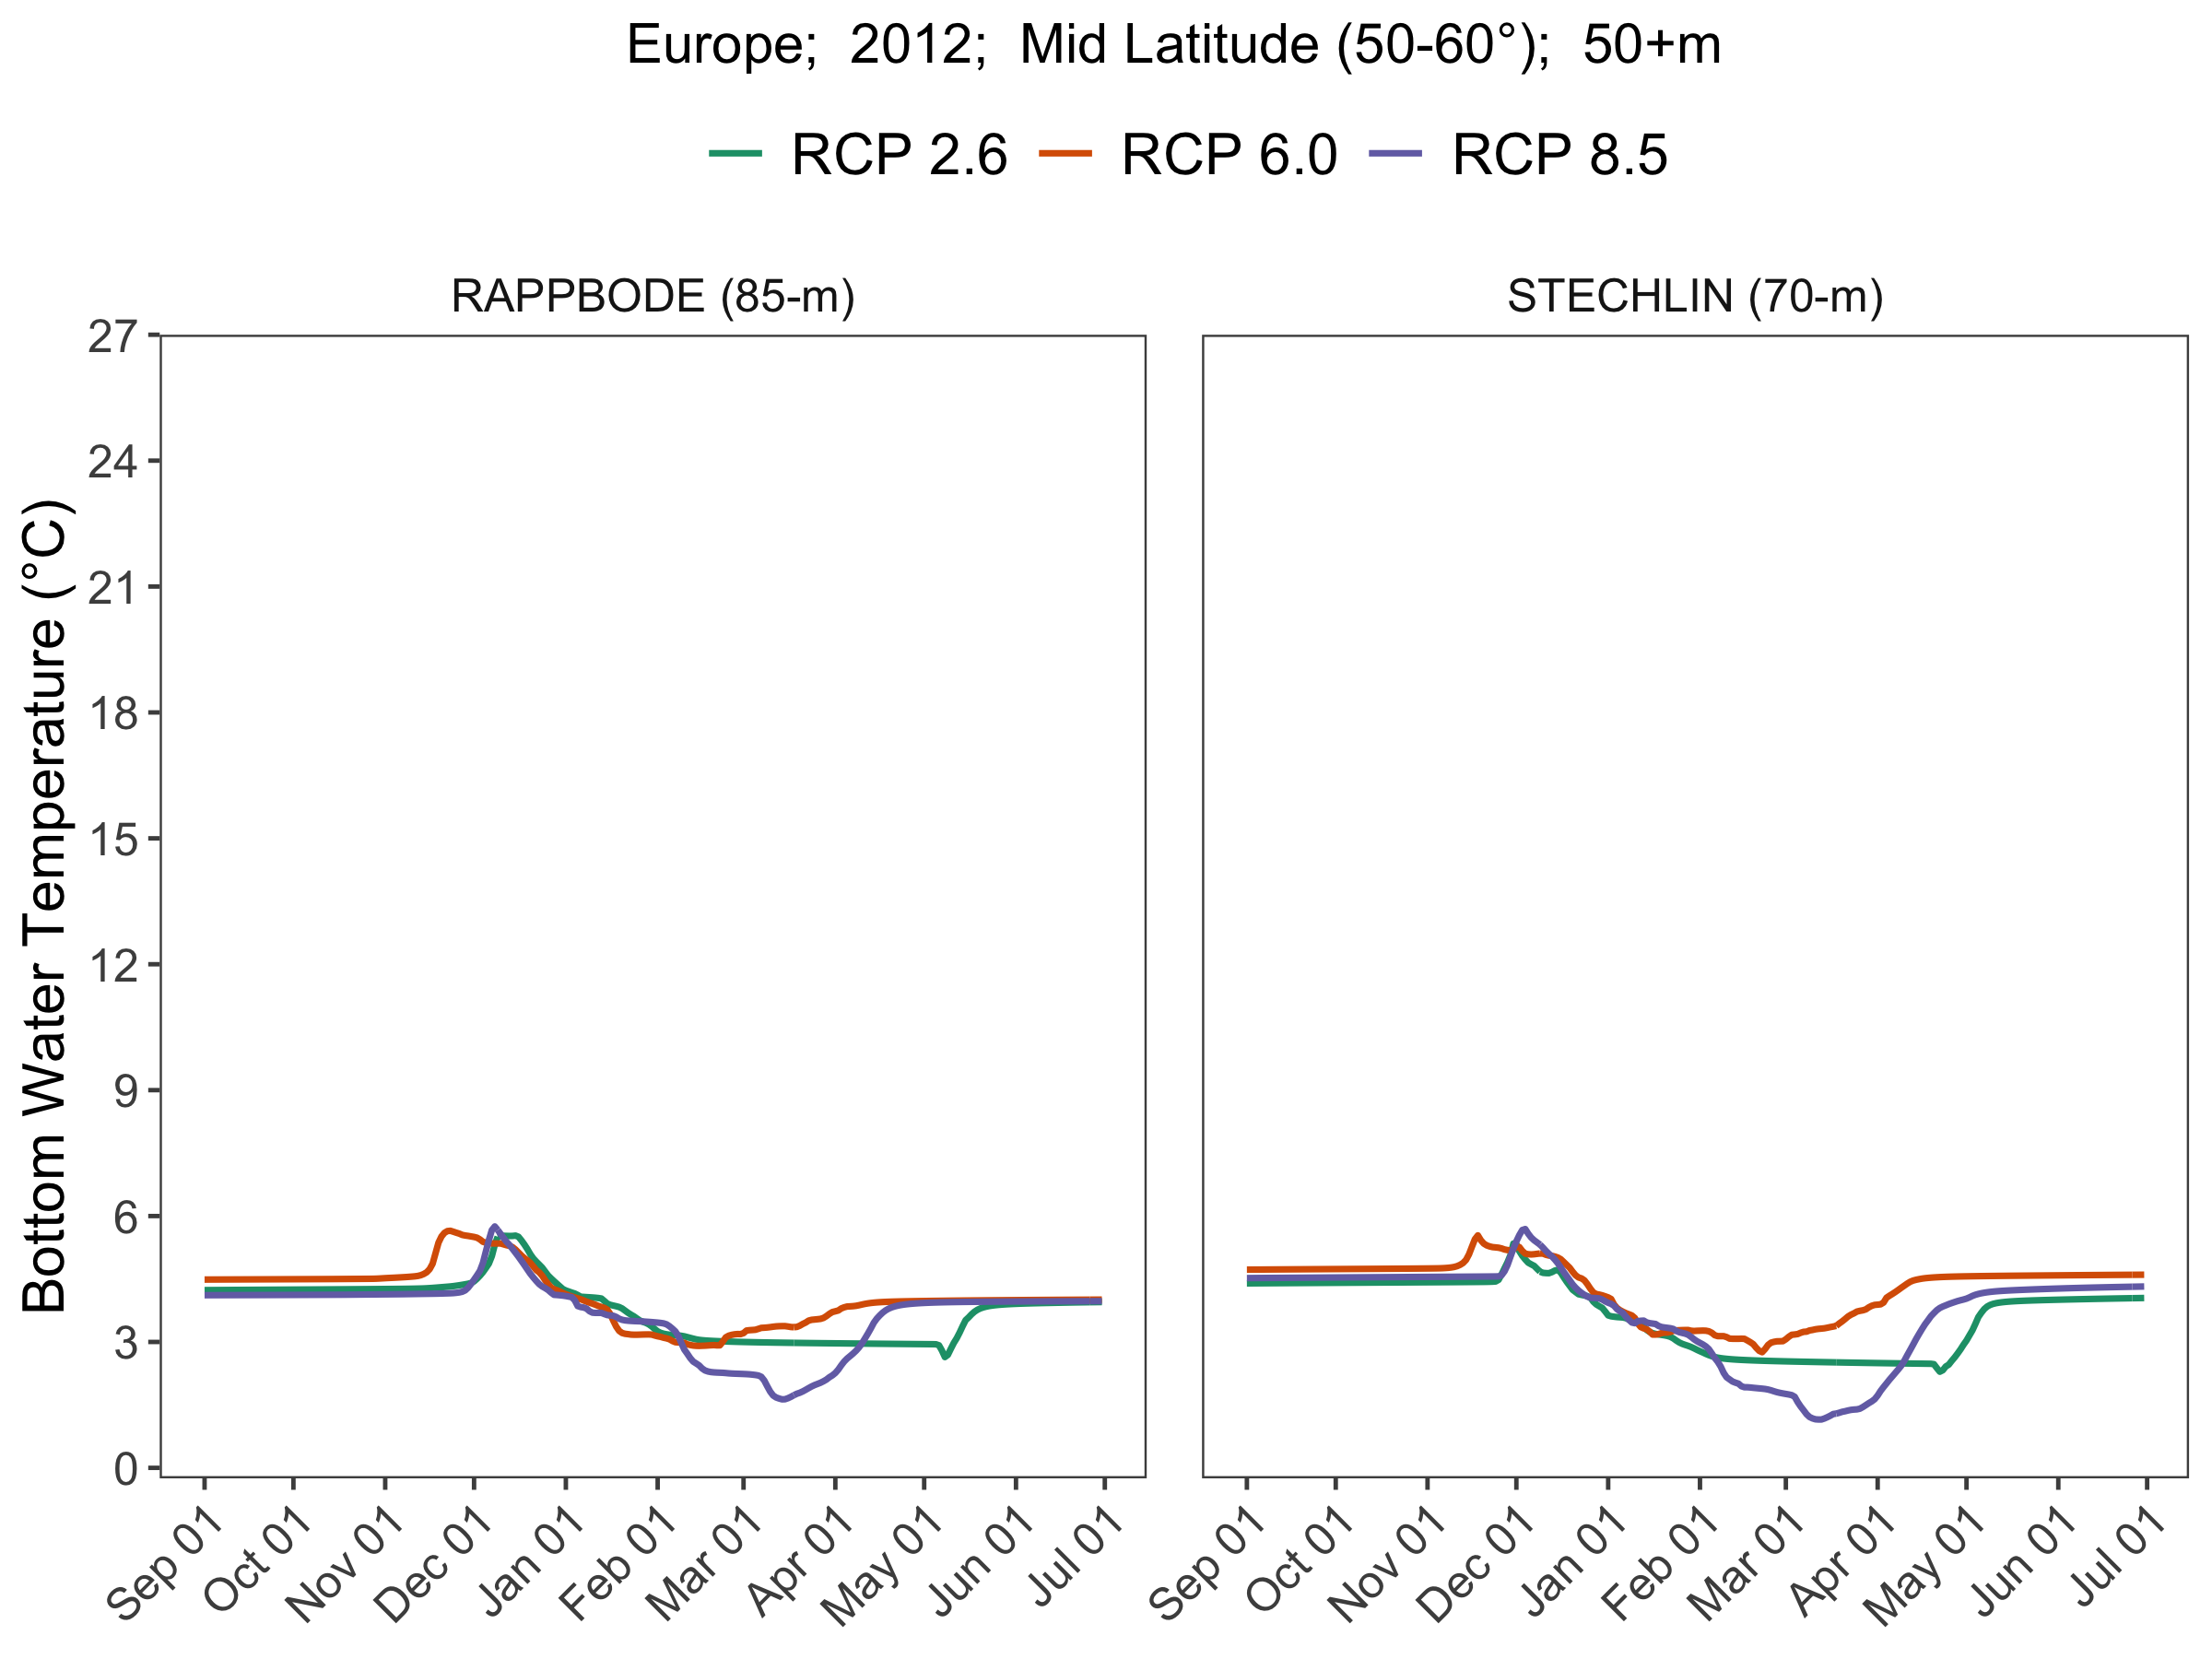 Europe; 2012; Mid Latitude (50-60°); 50+m
RCP 2.6 RCP 6.0 RCP 8.5
RAPPBODE (85-m) STECHLIN (70-m)
Bottom Water Temperature (°C)
27
24
21
18
15
12
9
6
3
0
Sep 01 Oct 01 Nov 01 Dec 01 Jan 01 Feb 01 Mar 01 Apr 01 May 01 Jun 01 Jul 01 Sep 01 Oct 01 Nov 01 Dec 01 Jan 01 Feb 01 Mar 01 Apr 01 May 01 Jun 01 Jul 01